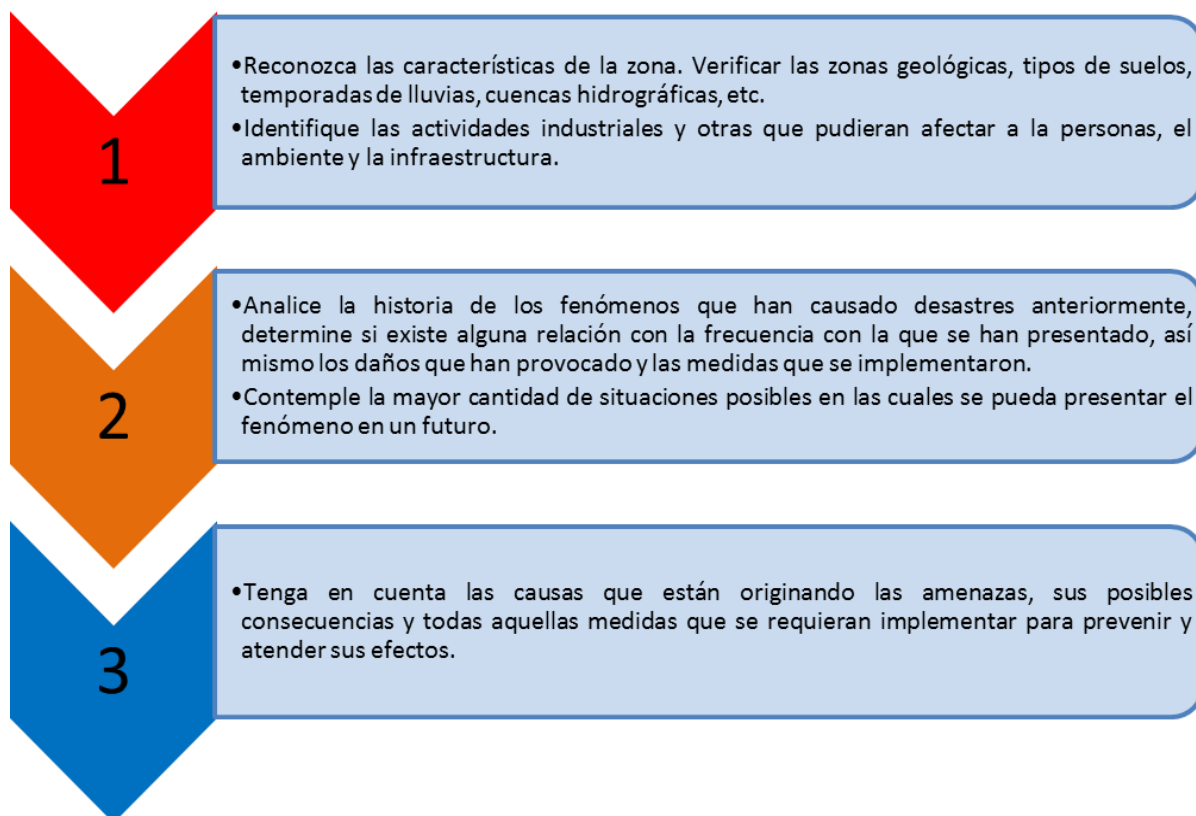 1
•Reconozca las características de la zona. Verificar las zonas geológicas, tipos de suelos,
temporadas de lluvias, cuencas hidrográficas, etc.
•Identifique las actividades industriales y otras que pudieran afectar a la personas, el
ambiente y la infraestructura.
2
•Analice la historia de los fenómenos que han causado desastres anteriormente,
determine si existe alguna relación con la frecuencia con la que se han presentado, así
mismo los daños que han provocado y las medidas que se implementaron.
•Contemple la mayor cantidad de situaciones posibles en las cuales se pueda presentar el
fenómeno en un futuro.
3
•Tenga en cuenta las causas que están originando las amenazas, sus posibles
consecuencias y todas aquellas medidas que se requieran implementar para prevenir y
atender sus efectos.